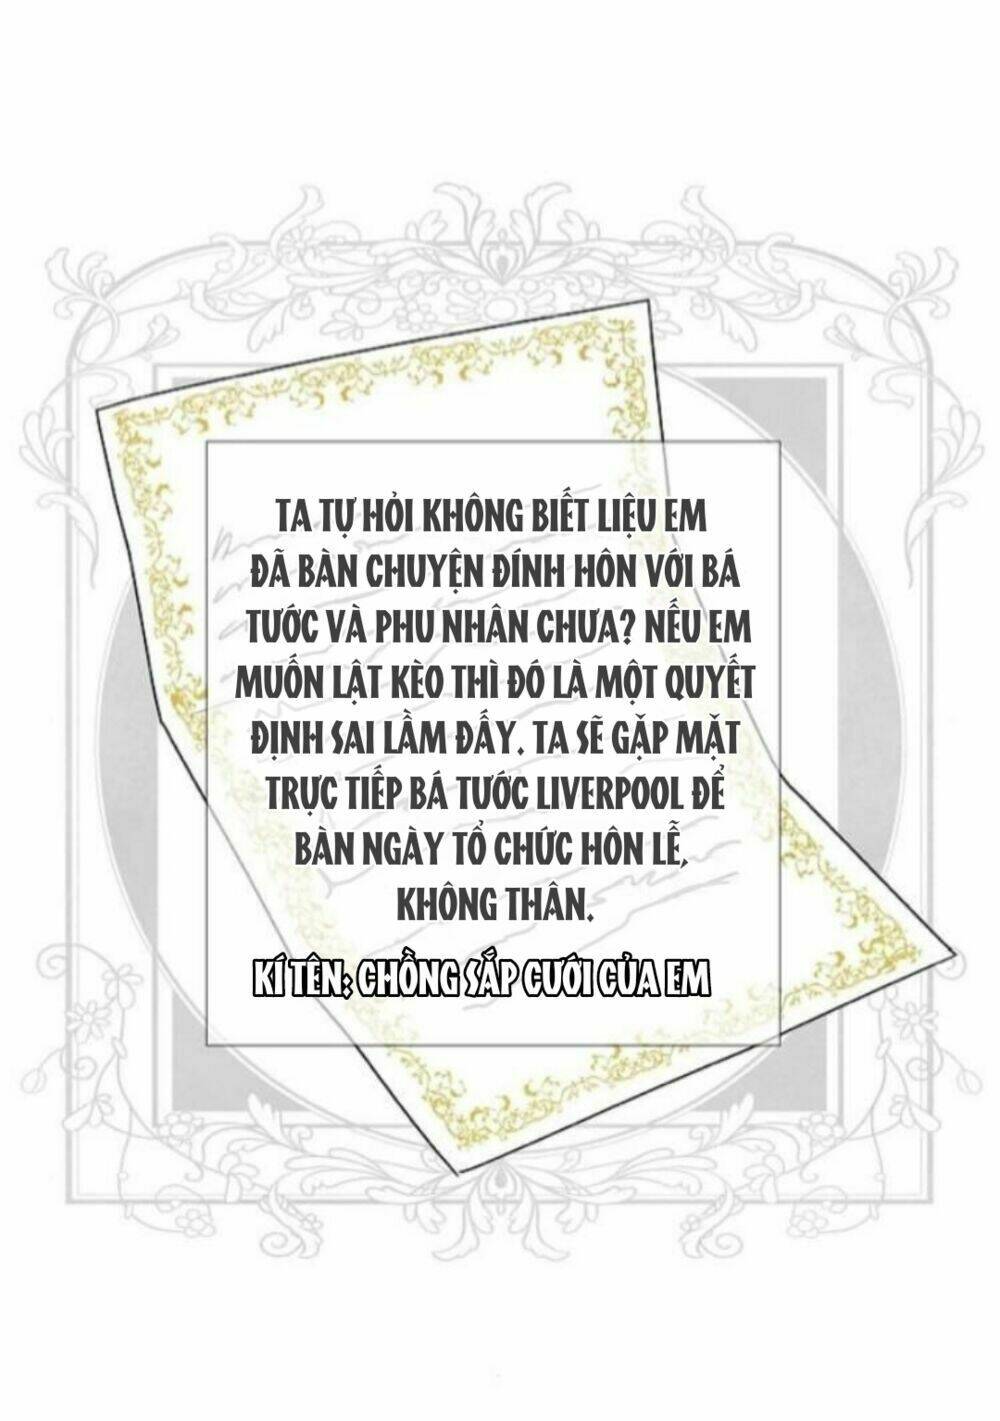 TA TỰ HỎI KHÔNG BIẾT LIỆU EM
ĐÃ BÀN CHUYỆN ĐÍNH HÔN VỚI BÁ
TƯỚC VÀ PHU NHÂN CHƯA? NẾU EM
MUỐN LẬT KÈO THÌ ĐÓ LÀ MỘT QUYẾT
ĐỊNH SAI LẦM ĐẤY. TA SẼ GẶP MẶT
TRỰC TIẾP BÁ TƯỚC LIVERPOOL ĐỂ
BÀN NGÀY TỔ CHỨC HÔN LỄ.
KHÔNG THÂN.
KÍ TÊN: CHỒNG SẮP CƯỚI CỦA EM